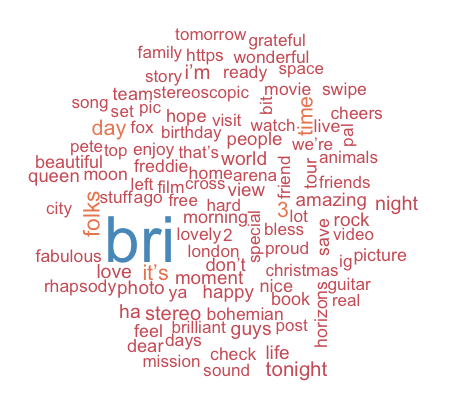 tomorrow
family https grateful
i'm wonderful
story ready space
team stereoscopic bit movie swipe
song set pic hope visit time cheers
day fox birthday watch... live pal
pete top enjoy that's people we're
beautiful freddie world animals
queen moon home arena friend tour friends
left film cross view
folks stuff ago free hard 3 amazing night
city morning special lot rock
bri lovely 2 bless save video
fabulous london proud ig picture
love it's don't christmas
rhapsody photo moment nice guitar
ya happy book horizons real
ha stereo bohemian
feel brilliant guys post
dear days
mission check life
sound tonight